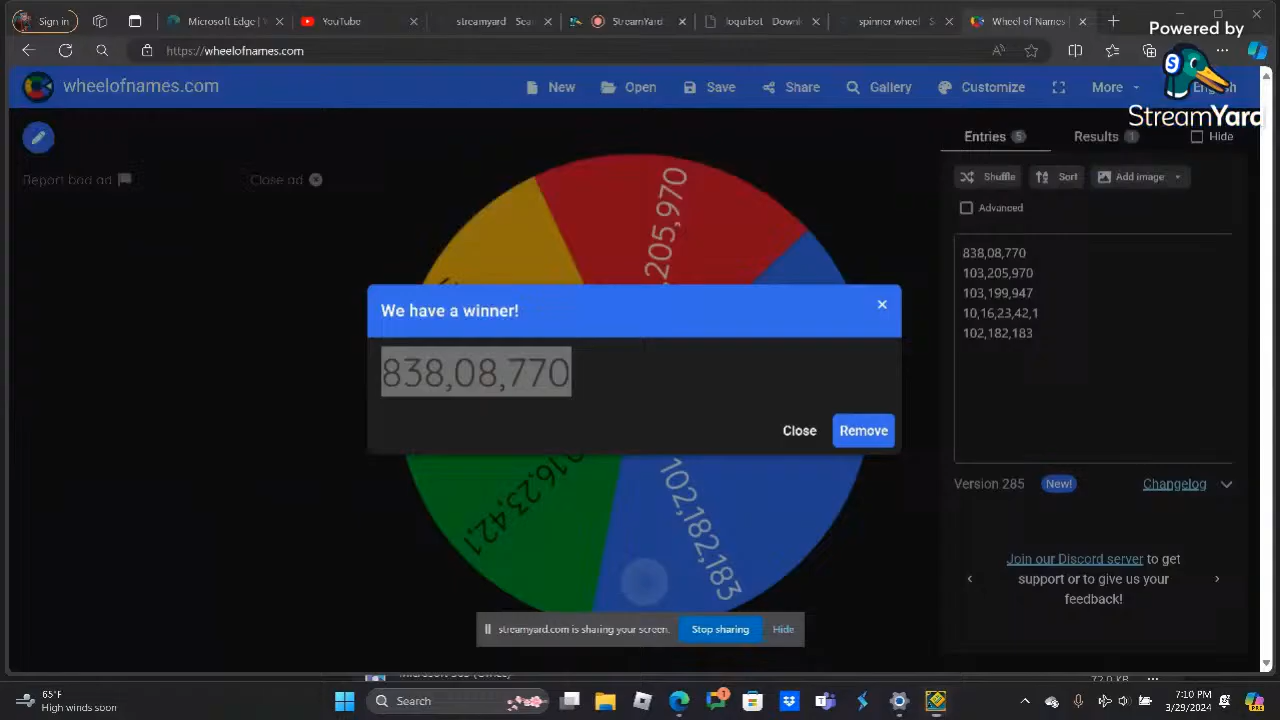 Sign in
Microsoft Edge |
YouTube
streamyard
StreamYard
loquibot
spinner wheel
Wheel of Names |
https://wheelofnames.com
Powered by
StreamYard
wheelofnames.com
New
Open
Save
Share
Gallery
Customize
More
English
Report bad ad
Close ad
Entries 5
Results 1
Hide
Shuffle
Sort
Add image
Advanced
838,08,770
103,205,970
103,199,947
10,16,23,42,1
102,182,183
205,970
We have a winner!
838,08,770
Close
Remove
16,23,42,1
102,182,183
Version 285
New!
Changelog
Join our Discord server to get
support or to give us your
feedback!
streamyard.com is sharing your screen.
Stop sharing
Hide
65°F
High winds soon
Search
1
7:10 PM
3/29/2024